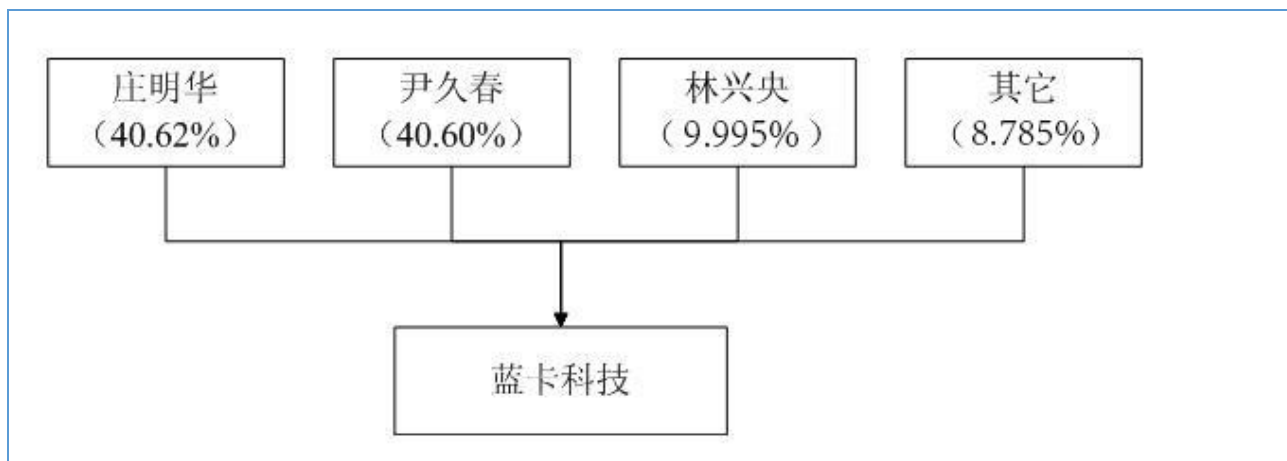 庄明华
（40.62%）
尹久春
（40.60%）
林兴央
（9.995%）
其它
（8.785%）
蓝卡科技